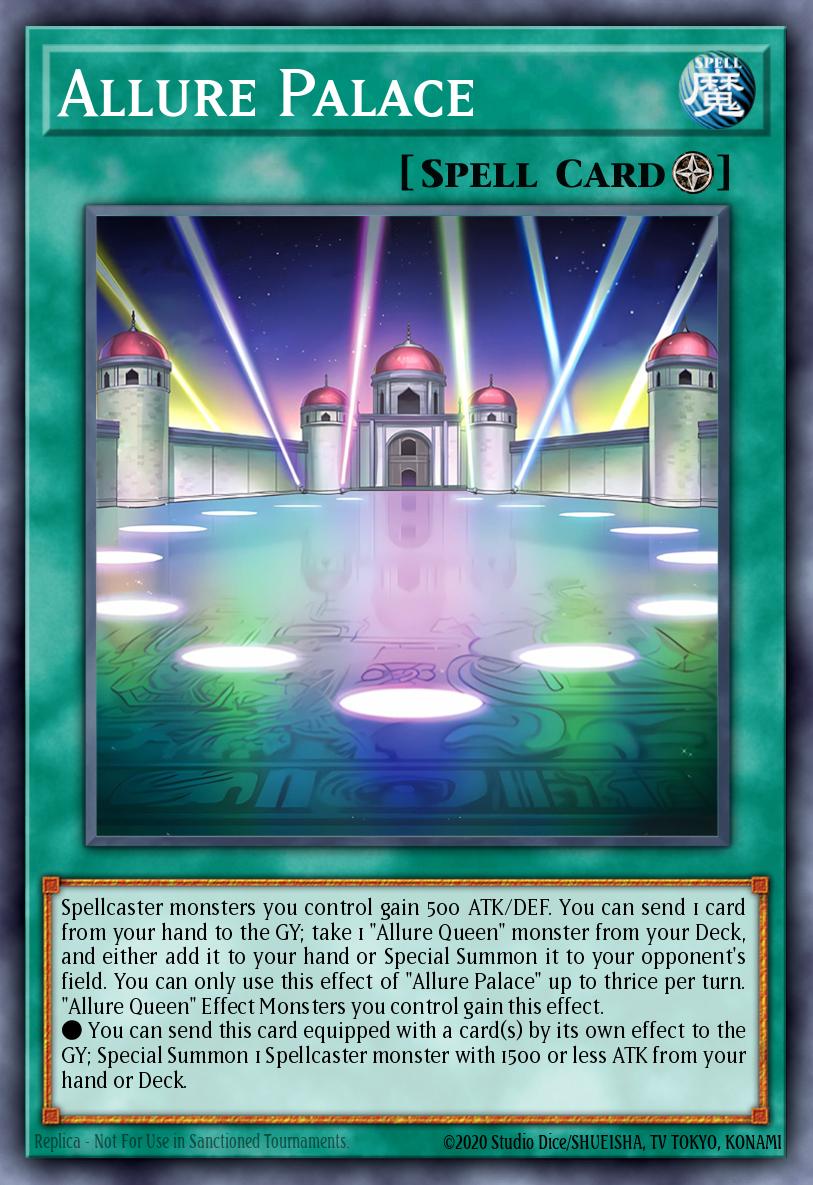 Allure Palace
SPELL
魔
[Spell Card]
Spellcaster monsters you control gain 500 ATK/DEF. You can send 1 card
from your hand to the GY; take 1 "Allure Queen" monster from your Deck,
and either add it to your hand or Special Summon it to your opponent's
field. You can only use this effect of "Allure Palace" up to thrice per turn.
"Allure Queen" Effect Monsters you control gain this effect.
● You can send this card equipped with a card(s) by its own effect to the
GY; Special Summon 1 Spellcaster monster with 1500 or less ATK from your
hand or Deck.
Replica - Not For Use in Sanctioned Tournaments.
©2020 Studio Dice/SHUEISHA, TV TOKYO, KONAMI